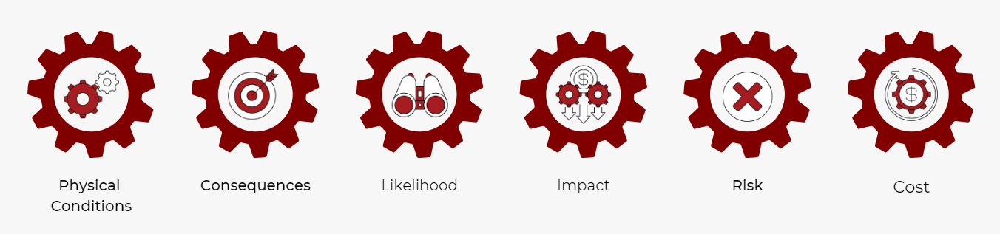 Physical
Conditions
Consequences
Likelihood
Impact
Risk
Cost
$
$